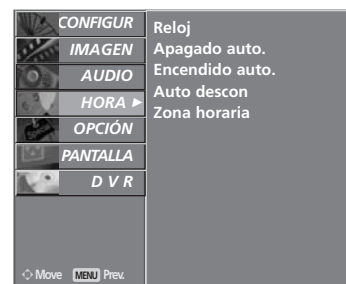 CONFIGUR
IMAGEN
AUDIO
HORA ►
OPCIÓN
PANTALLA
D V R
Reloj
Apagado auto.
Encendido auto.
Auto descon
Zona horaria
Move MENU Prev.